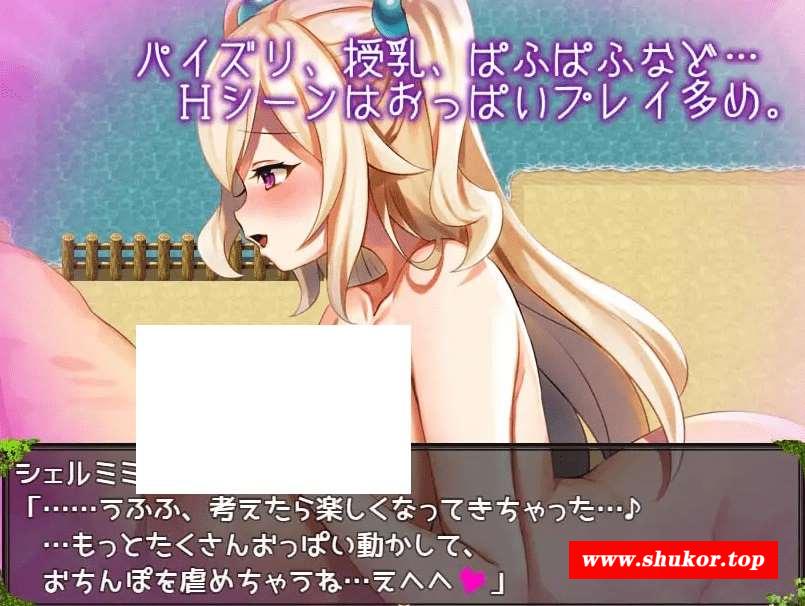 パイズリ、授乳、ぱふぱふなど…
Hシーンはおっぱいプレイ多め。
シェルミミ
「……うふふ、考えたら楽しくなってきちゃった…♪
…もっとたくさんおっぱい動かして、
おちんぽを虐めちゃうね…えへへ♥」
www.shukor.top